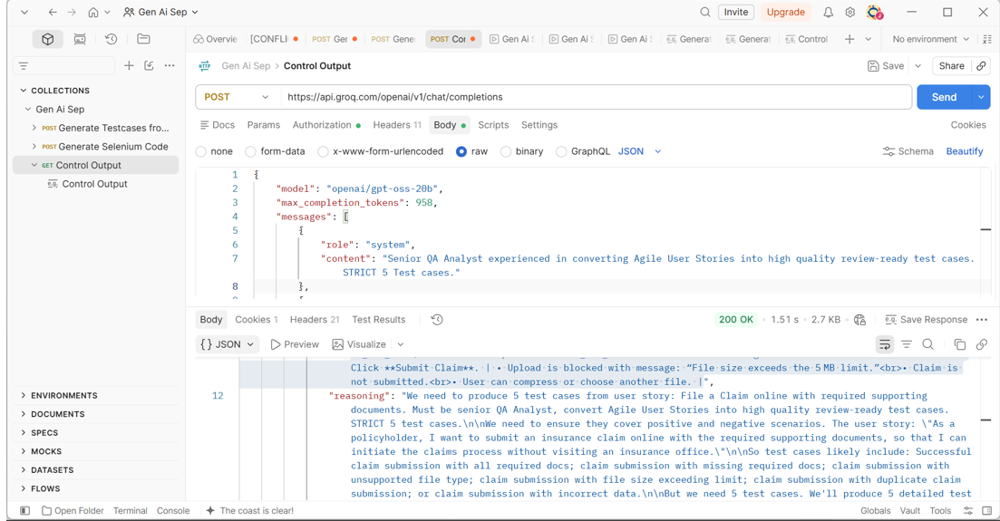 Gen Ai Sep
Invite
Upgrade
Overvie
[CONFLI
POST Ger
POST Gene
POST Cor
Gen Ai S
Gen Ai S
Gen Ai S
Generat
Generat
Control
No environment
HTTP
Gen Ai Sep > Control Output
Save
Share
COLLECTIONS
Gen Ai Sep
POST Generate Testcases fro...
POST Generate Selenium Code
GET Control Output
e.g. Control Output
ENVIRONMENTS
DOCUMENTS
SPECS
MOCKS
DATASETS
FLOWS
POST
https://api.groq.com/openai/v1/chat/completions
Send
Docs Params Authorization Headers 11 Body Scripts Settings
Cookies
none form-data x-www-form-urlencoded raw binary GraphQL JSON
Schema Beautify
1 {
2 "model": "openai/gpt-oss-20b",
3 "max_completion_tokens": 958,
4 "messages": [
5 {
6 "role": "system",
7 "content": "Senior QA Analyst experienced in converting Agile User Stories into high quality review-ready test cases.
STRICT 5 Test cases."
8 },
Body Cookies 1 Headers 21 Test Results
200 OK • 1.51 s • 2.7 KB
e.g. Save Response
{ } JSON Preview Visualize
Click **Submit Claim**. | • Upload is blocked with message: “File size exceeds the 5 MB limit.”<br>• Claim is
not submitted.<br>• User can compress or choose another file. |",
12 "reasoning": "We need to produce 5 test cases from user story: File a Claim online with required supporting
documents. Must be senior QA Analyst, convert Agile User Stories into high quality review-ready test cases.
STRICT 5 test cases.\n\nWe need to ensure they cover positive and negative scenarios. The user story: \"As a
policyholder, I want to submit an insurance claim online with the required supporting documents, so that I can
initiate the claims process without visiting an insurance office.\"\n\nSo test cases likely include: Successful
claim submission with all required docs; claim submission with missing required docs; claim submission with
unsupported file type; claim submission with file size exceeding limit; claim submission with duplicate claim
submission; or claim submission with incorrect data.\n\nBut we need 5 test cases. We'll produce 5 detailed test
Open Folder Terminal Console The coast is clear!
Globals Vault Tools